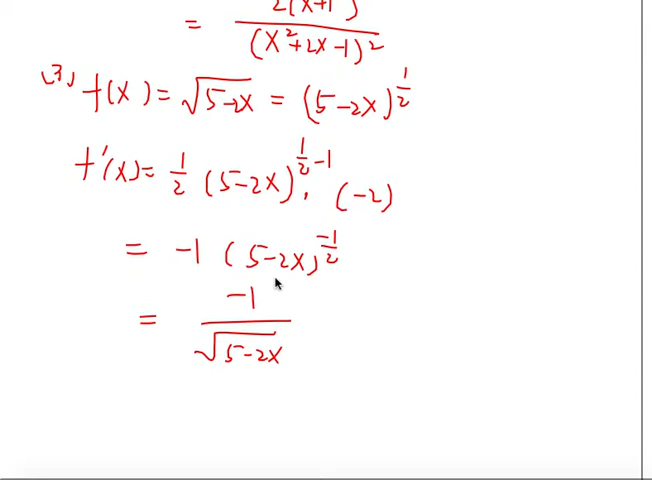 = 2(x+1) / (x²+2x-1)²
(3) f(x) = √(5-2x) = (5-2x)^(1/2)
f'(x) = 1/2 (5-2x)^(1/2 -1) · (-2)
= -1 (5-2x)^(-1/2)
= -1 / √(5-2x)